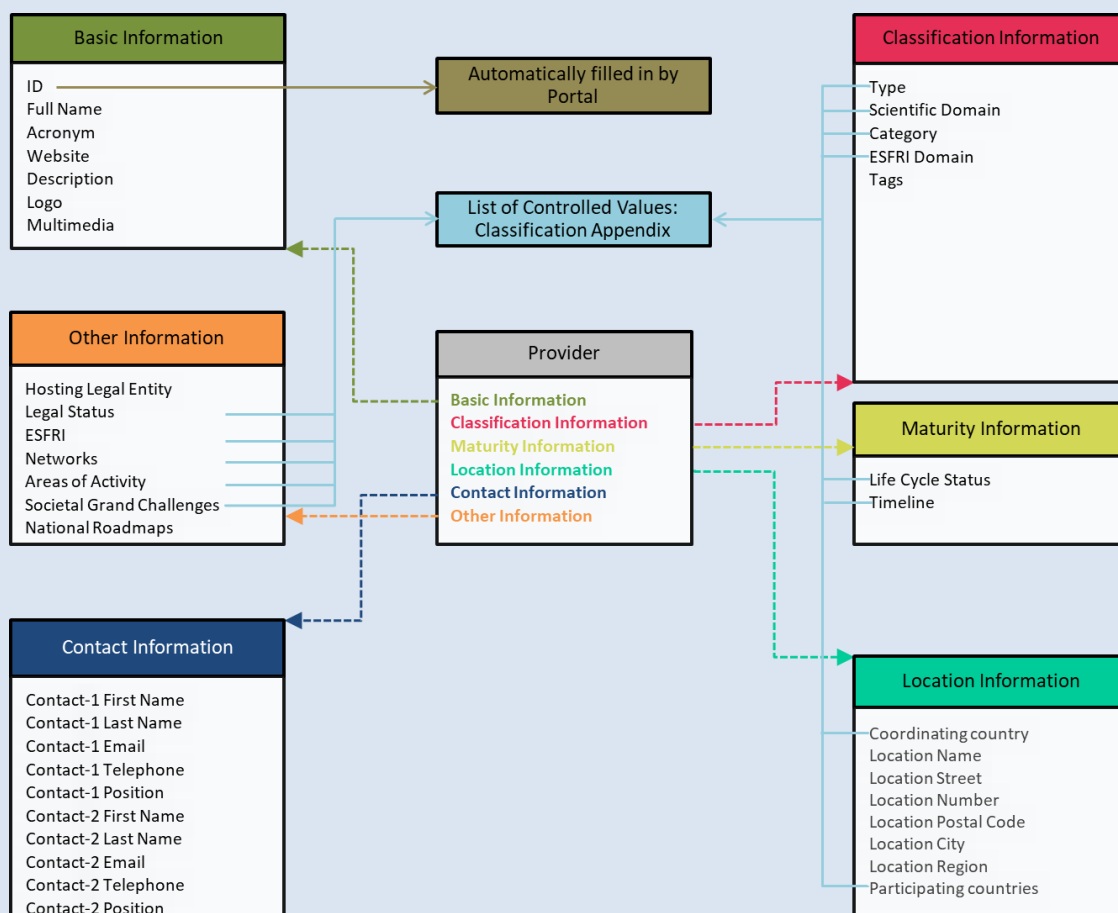 Basic Information
ID
Full Name
Acronym
Website
Description
Logo
Multimedia
Automatically filled in by
Portal
List of Controlled Values:
Classification Appendix
Classification Information
Type
Scientific Domain
Category
ESFRI Domain
Tags
Other Information
Hosting Legal Entity
Legal Status
ESFRI
Networks
Areas of Activity
Societal Grand Challenges
National Roadmaps
Provider
Basic Information
Classification Information
Maturity Information
Location Information
Contact Information
Other Information
Maturity Information
Life Cycle Status
Timeline
Contact Information
Contact-1 First Name
Contact-1 Last Name
Contact-1 Email
Contact-1 Telephone
Contact-1 Position
Contact-2 First Name
Contact-2 Last Name
Contact-2 Email
Contact-2 Telephone
Contact-2 Position
Location Information
Coordinating country
Location Name
Location Street
Location Number
Location Postal Code
Location City
Location Region
Participating countries